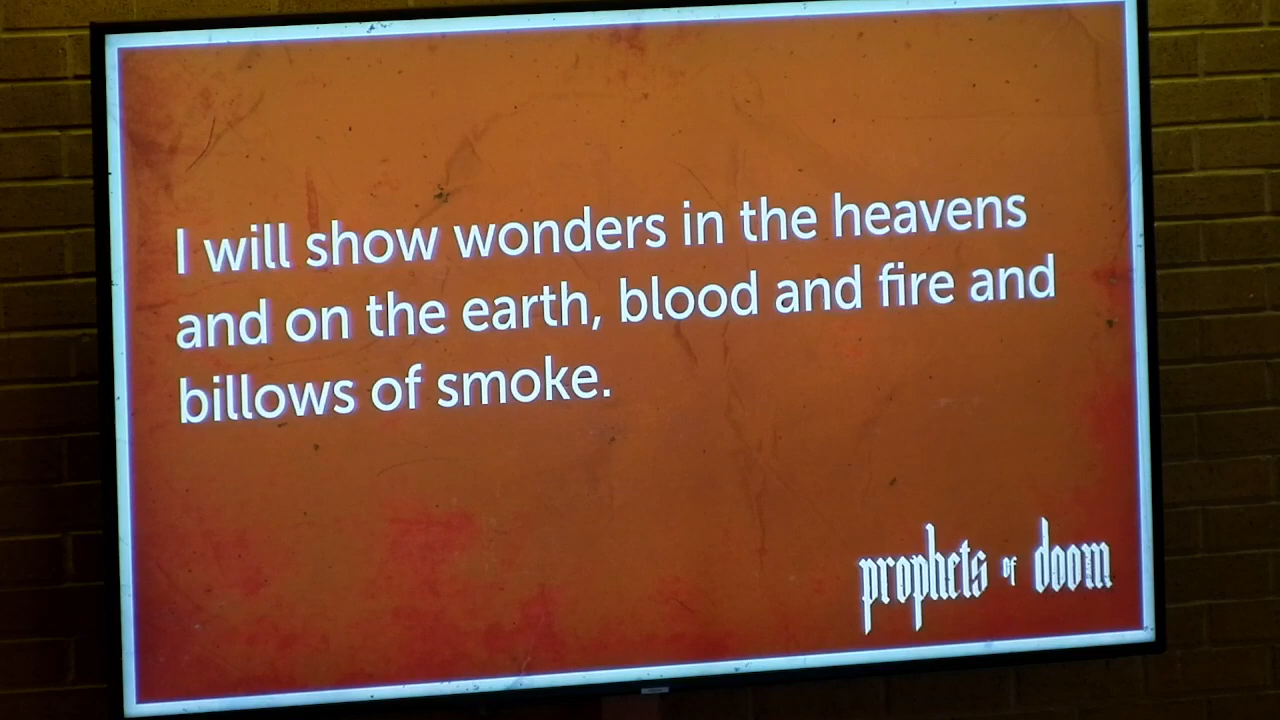 I will show wonders in the heavens
and on the earth, blood and fire and
billows of smoke.
prophets of doom